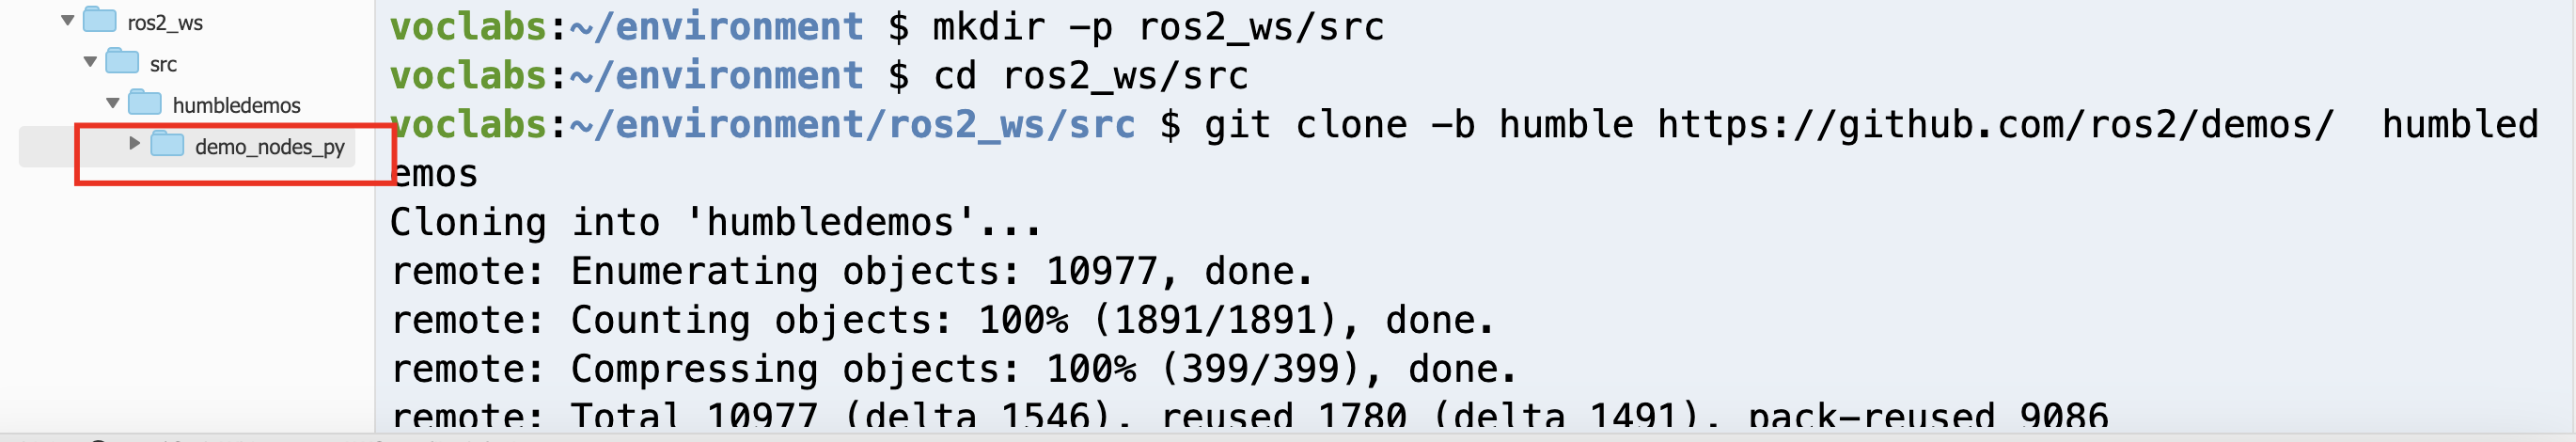 ros2_ws
src
humbledemos
demo_nodes_py
voclabs:~/environment $ mkdir -p ros2_ws/src
voclabs:~/environment $ cd ros2_ws/src
voclabs:~/environment/ros2_ws/src $ git clone -b humble https://github.com/ros2/demos/  humbled
emos
Cloning into 'humbledemos'...
remote: Enumerating objects: 10977, done.
remote: Counting objects: 100% (1891/1891), done.
remote: Compressing objects: 100% (399/399), done.
remote: Total 10977 (delta 1546), reused 1780 (delta 1491), pack-reused 9086